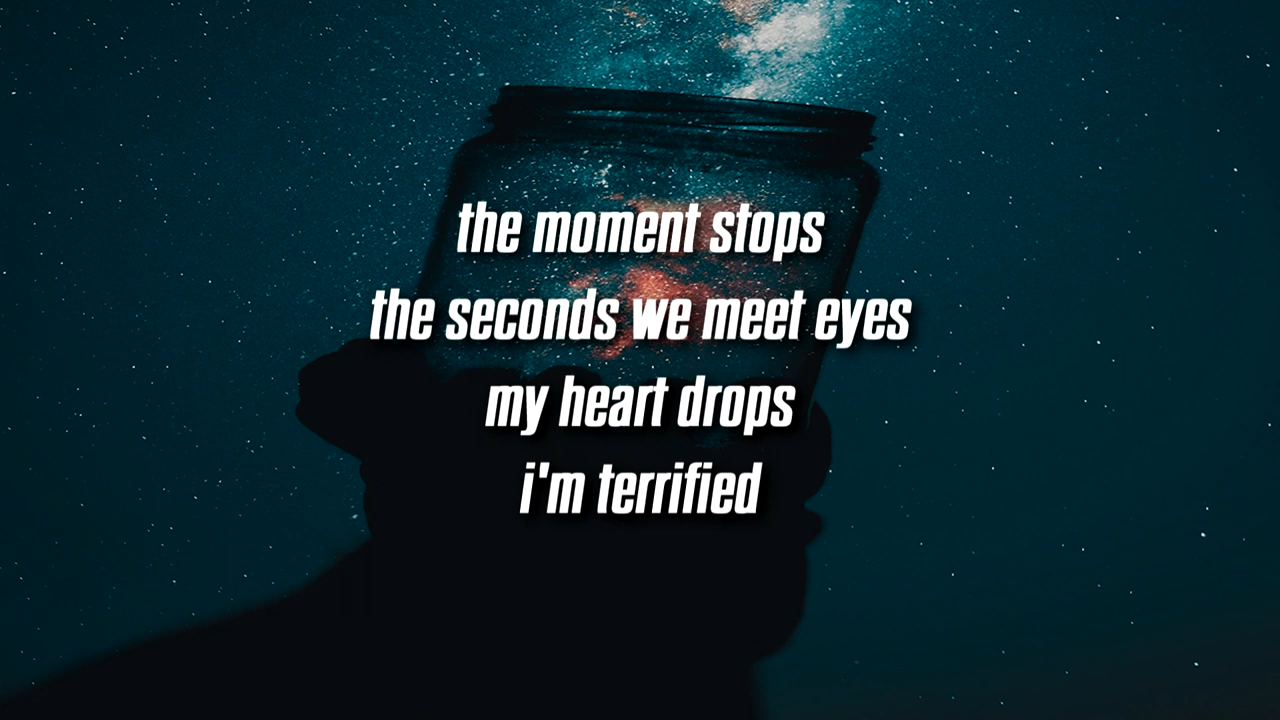 the moment stops
the seconds we meet eyes
my heart drops
i'm terrified